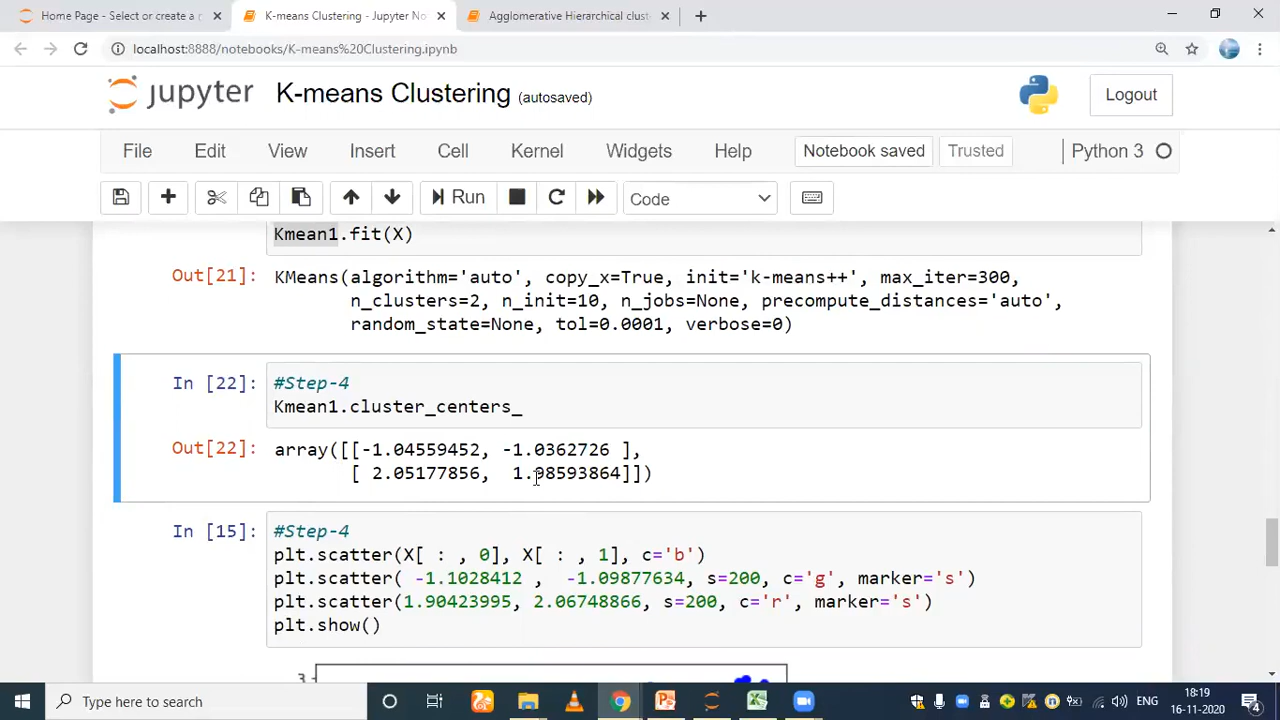 Home Page - Select or create a n
K-means Clustering - Jupyter No
Agglomerative Hierarchical clust
localhost:8888/notebooks/K-means%20Clustering.ipynb
jupyter K-means Clustering (autosaved)
Logout
File Edit View Insert Cell Kernel Widgets Help
Notebook saved Trusted Python 3
Run Code
Kmean1.fit(X)
Out[21]: KMeans(algorithm='auto', copy_x=True, init='k-means++', max_iter=300,
n_clusters=2, n_init=10, n_jobs=None, precompute_distances='auto',
random_state=None, tol=0.0001, verbose=0)
In [22]: #Step-4
Kmean1.cluster_centers_
Out[22]: array([[-1.04559452, -1.0362726 ],
[ 2.05177856, 1.98593864]])
In [15]: #Step-4
plt.scatter(X[ : , 0], X[ : , 1], c='b')
plt.scatter( -1.1028412 , -1.09877634, s=200, c='g', marker='s')
plt.scatter(1.90423995, 2.06748866, s=200, c='r', marker='s')
plt.show()
3
Type here to search
ENG
18:19
16-11-2020
4